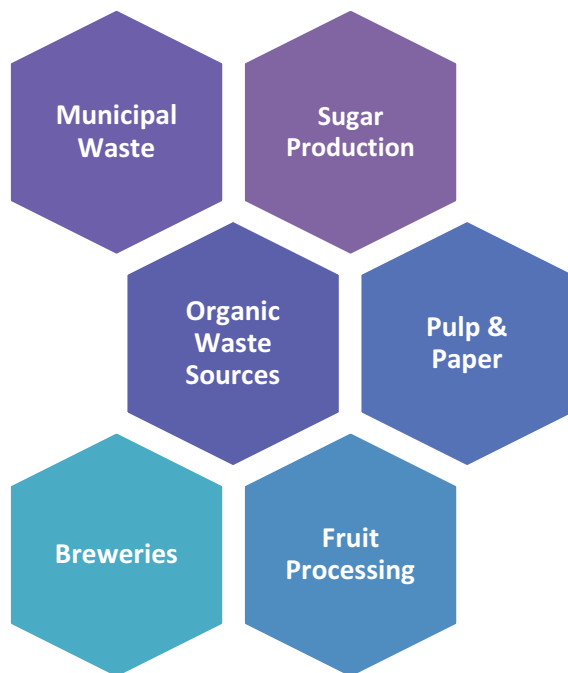 Municipal
Waste
Sugar
Production
Organic
Waste
Sources
Pulp &
Paper
Breweries
Fruit
Processing